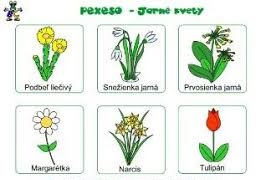 Pexeso - Jarné kvety
Podbeľ liečivý
Snežienka jarná
Prvosienka jarná
Margarétka
Narcis
Tulipán